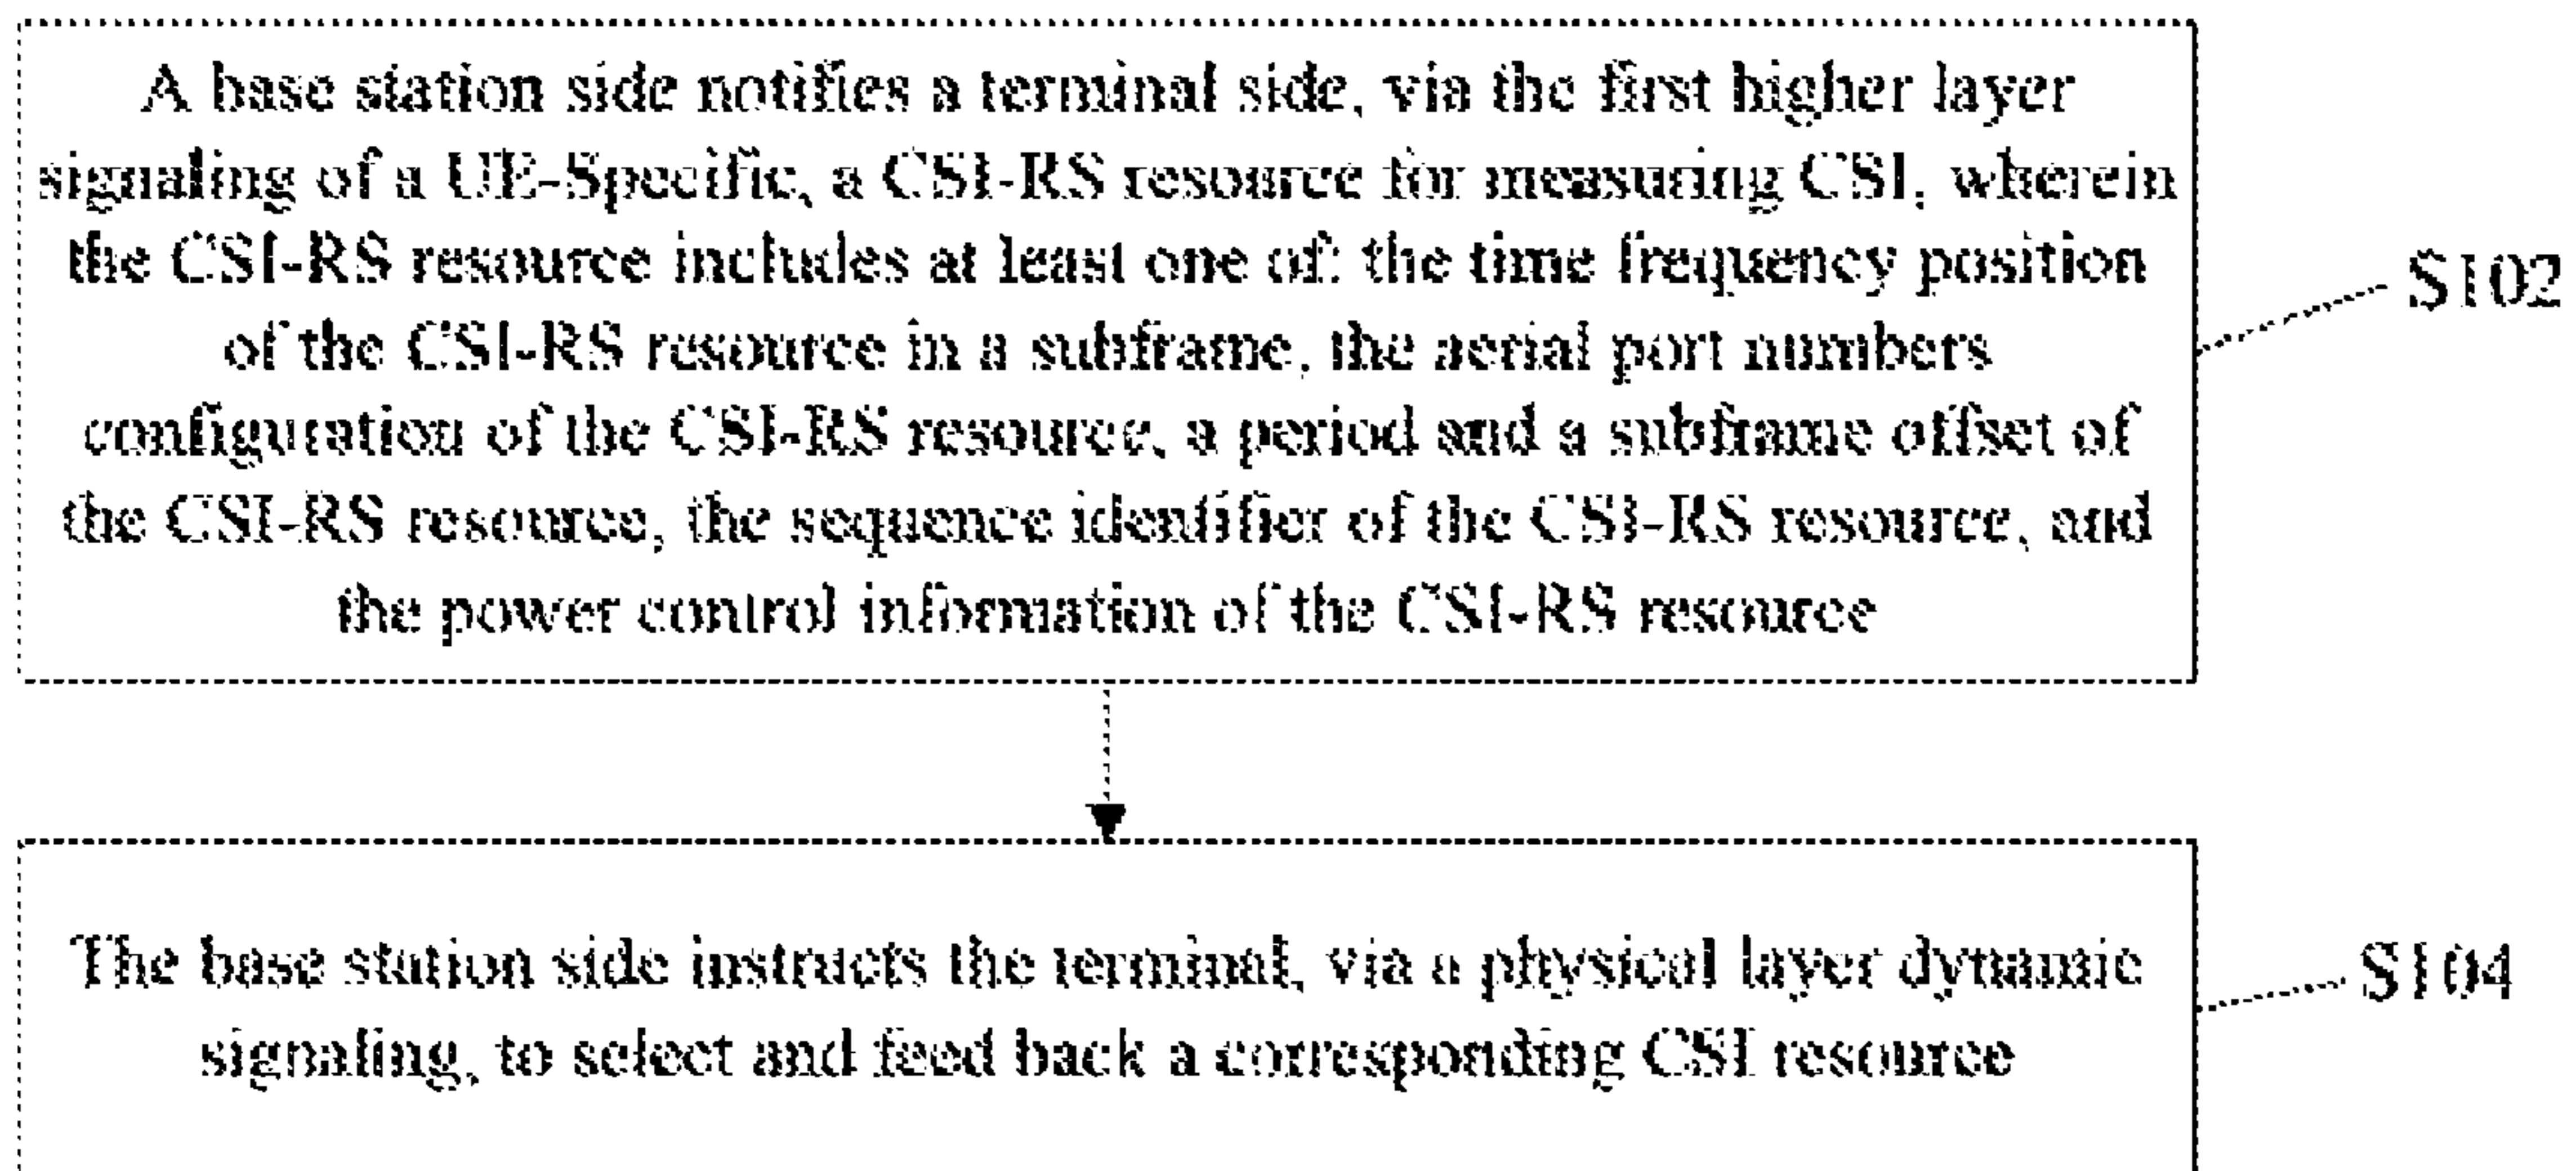 A base station side notifies a terminal side, via the first higher layer
signaling of a UE-Specific, a CSI-RS resource for measuring CSI, wherein
the CSI-RS resource includes at least one of: the time frequency position
of the CSI-RS resource in a subframe, the aerial port numbers
configuration of the CSI-RS resource, a period and a subframe offset of
the CSI-RS resource, the sequence identifier of the CSI-RS resource, and
the power control information of the CSI-RS resource
S102
The base station side instructs the terminal, via a physical layer dynamic
signaling, to select and feed back a corresponding CSI resource
S104